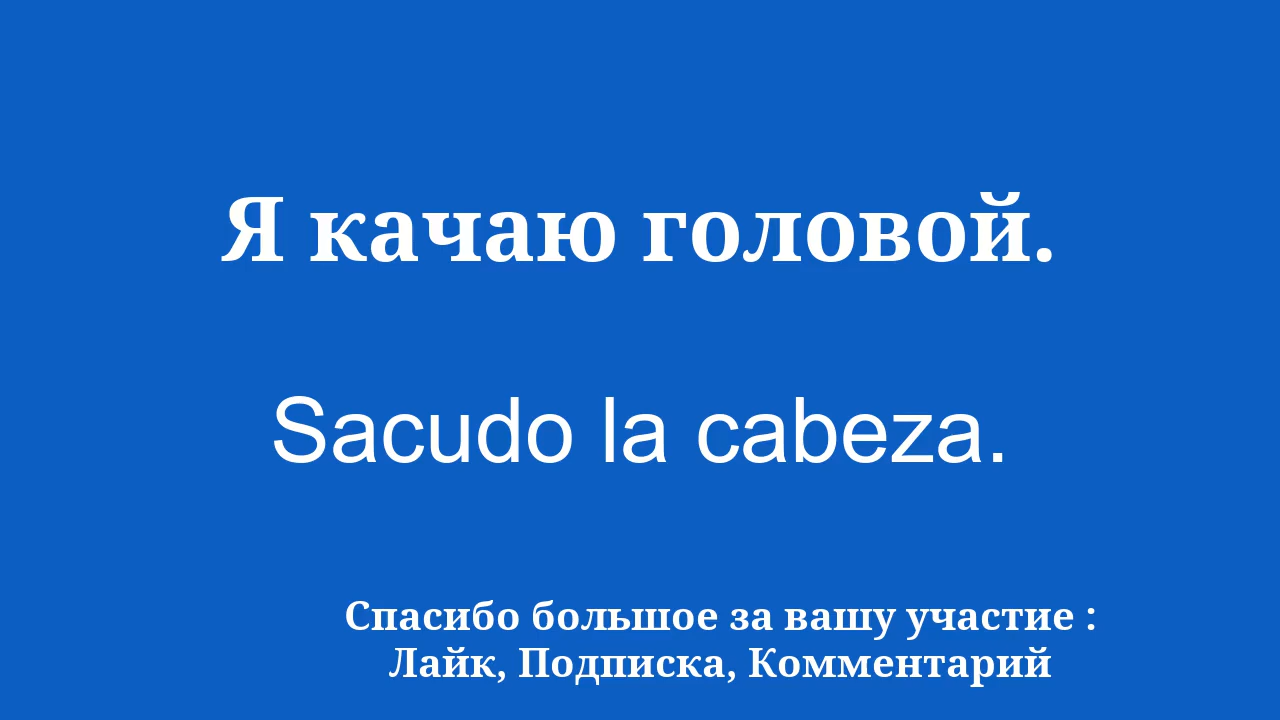 Я качаю головой.
Sacudo la cabeza.
Спасибо большое за вашу участие :
Лайк, Подписка, Комментарий